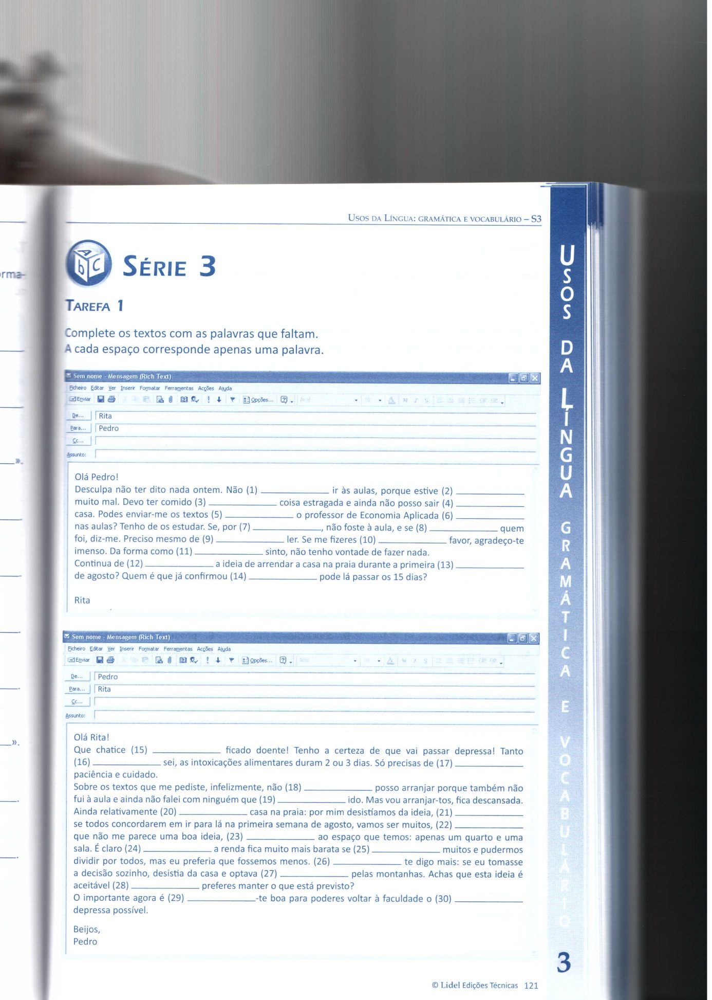 USOS DA LÍNGUA: GRAMÁTICA E VOCABULÁRIO – S3
rma-
A b C
SÉRIE 3
TAREFA 1
Complete os textos com as palavras que faltam.
A cada espaço corresponde apenas uma palavra.
Sem nome - Mensagem (Rich Text)
Ficheiro Editar Ver Inserir Formatar Ferramentas Acções Ajuda
Enviar Opções...
De... Rita
Para... Pedro
Cc...
Assunto:
Olá Pedro!
Desculpa não ter dito nada ontem. Não (1) ____________ ir às aulas, porque estive (2) ____________
muito mal. Devo ter comido (3) ____________ coisa estragada e ainda não posso sair (4) ____________
casa. Podes enviar-me os textos (5) ____________ o professor de Economia Aplicada (6) ____________
nas aulas? Tenho de os estudar. Se, por (7) ____________, não foste à aula, e se (8) ____________ quem
foi, diz-me. Preciso mesmo de (9) ____________ ler. Se me fizeres (10) ____________ favor, agradeço-te
imenso. Da forma como (11) ____________ sinto, não tenho vontade de fazer nada.
Continua de (12) ____________ a ideia de arrendar a casa na praia durante a primeira (13) ____________
de agosto? Quem é que já confirmou (14) ____________ pode lá passar os 15 dias?
Rita
Sem nome - Mensagem (Rich Text)
Ficheiro Editar Ver Inserir Formatar Ferramentas Acções Ajuda
Enviar Opções...
De... Pedro
Para... Rita
Cc...
Assunto:
Olá Rita!
Que chatice (15) ____________ ficado doente! Tenho a certeza de que vai passar depressa! Tanto
(16) ____________ sei, as intoxicações alimentares duram 2 ou 3 dias. Só precisas de (17) ____________
paciência e cuidado.
Sobre os textos que me pediste, infelizmente, não (18) ____________ posso arranjar porque também não
fui à aula e ainda não falei com ninguém que (19) ____________ ido. Mas vou arranjar-tos, fica descansada.
Ainda relativamente (20) ____________ casa na praia: por mim desistíamos da ideia, (21) ____________
se todos concordarem em ir para lá na primeira semana de agosto, vamos ser muitos, (22) ____________
que não me parece uma boa ideia, (23) ____________ ao espaço que temos: apenas um quarto e uma
sala. É claro (24) ____________ a renda fica muito mais barata se (25) ____________ muitos e pudermos
dividir por todos, mas eu preferia que fossemos menos. (26) ____________ te digo mais: se eu tomasse
a decisão sozinho, desistia da casa e optava (27) ____________ pelas montanhas. Achas que esta ideia é
aceitável (28) ____________ preferes manter o que está previsto?
O importante agora é (29) ____________-te boa para poderes voltar à faculdade o (30) ____________
depressa possível.
Beijos,
Pedro
© Lidel Edições Técnicas 121
USOS DA LÍNGUA GRAMÁTICA E VOCABULÁRIO
3